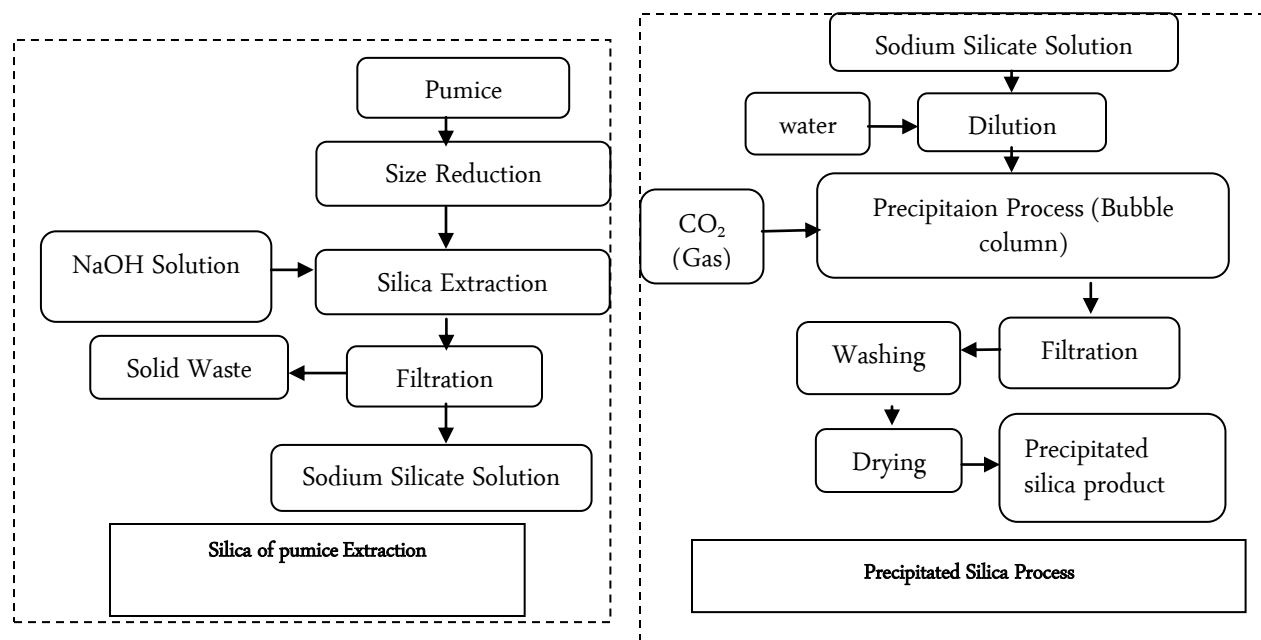 Pumice
Size Reduction
NaOH Solution
Silica Extraction
Solid Waste
Filtration
Sodium Silicate Solution
Silica of pumice Extraction
Sodium Silicate Solution
water
Dilution
CO₂
(Gas)
Precipitaion Process (Bubble
column)
Washing
Filtration
Drying
Precipitated
silica product
Precipitated Silica Process